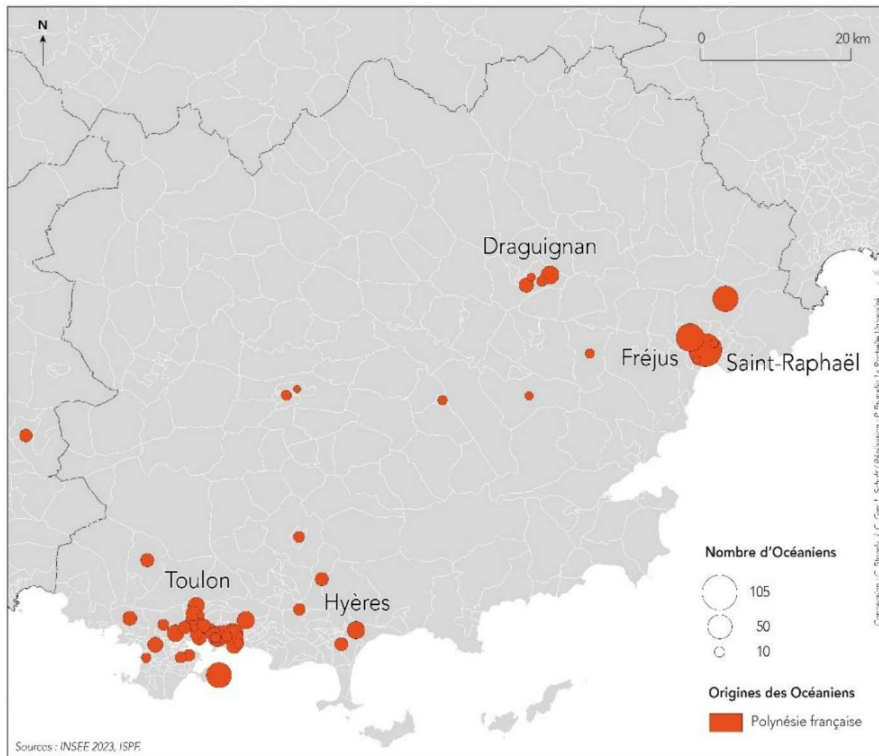 N
0 20 km
Draguignan
Fréjus
Saint-Raphaël
Toulon
Hyères
Nombre d'Océaniens
105
50
10
Origines des Océaniens
Polynésie française
Sources : INSEE 2023, ISPF.